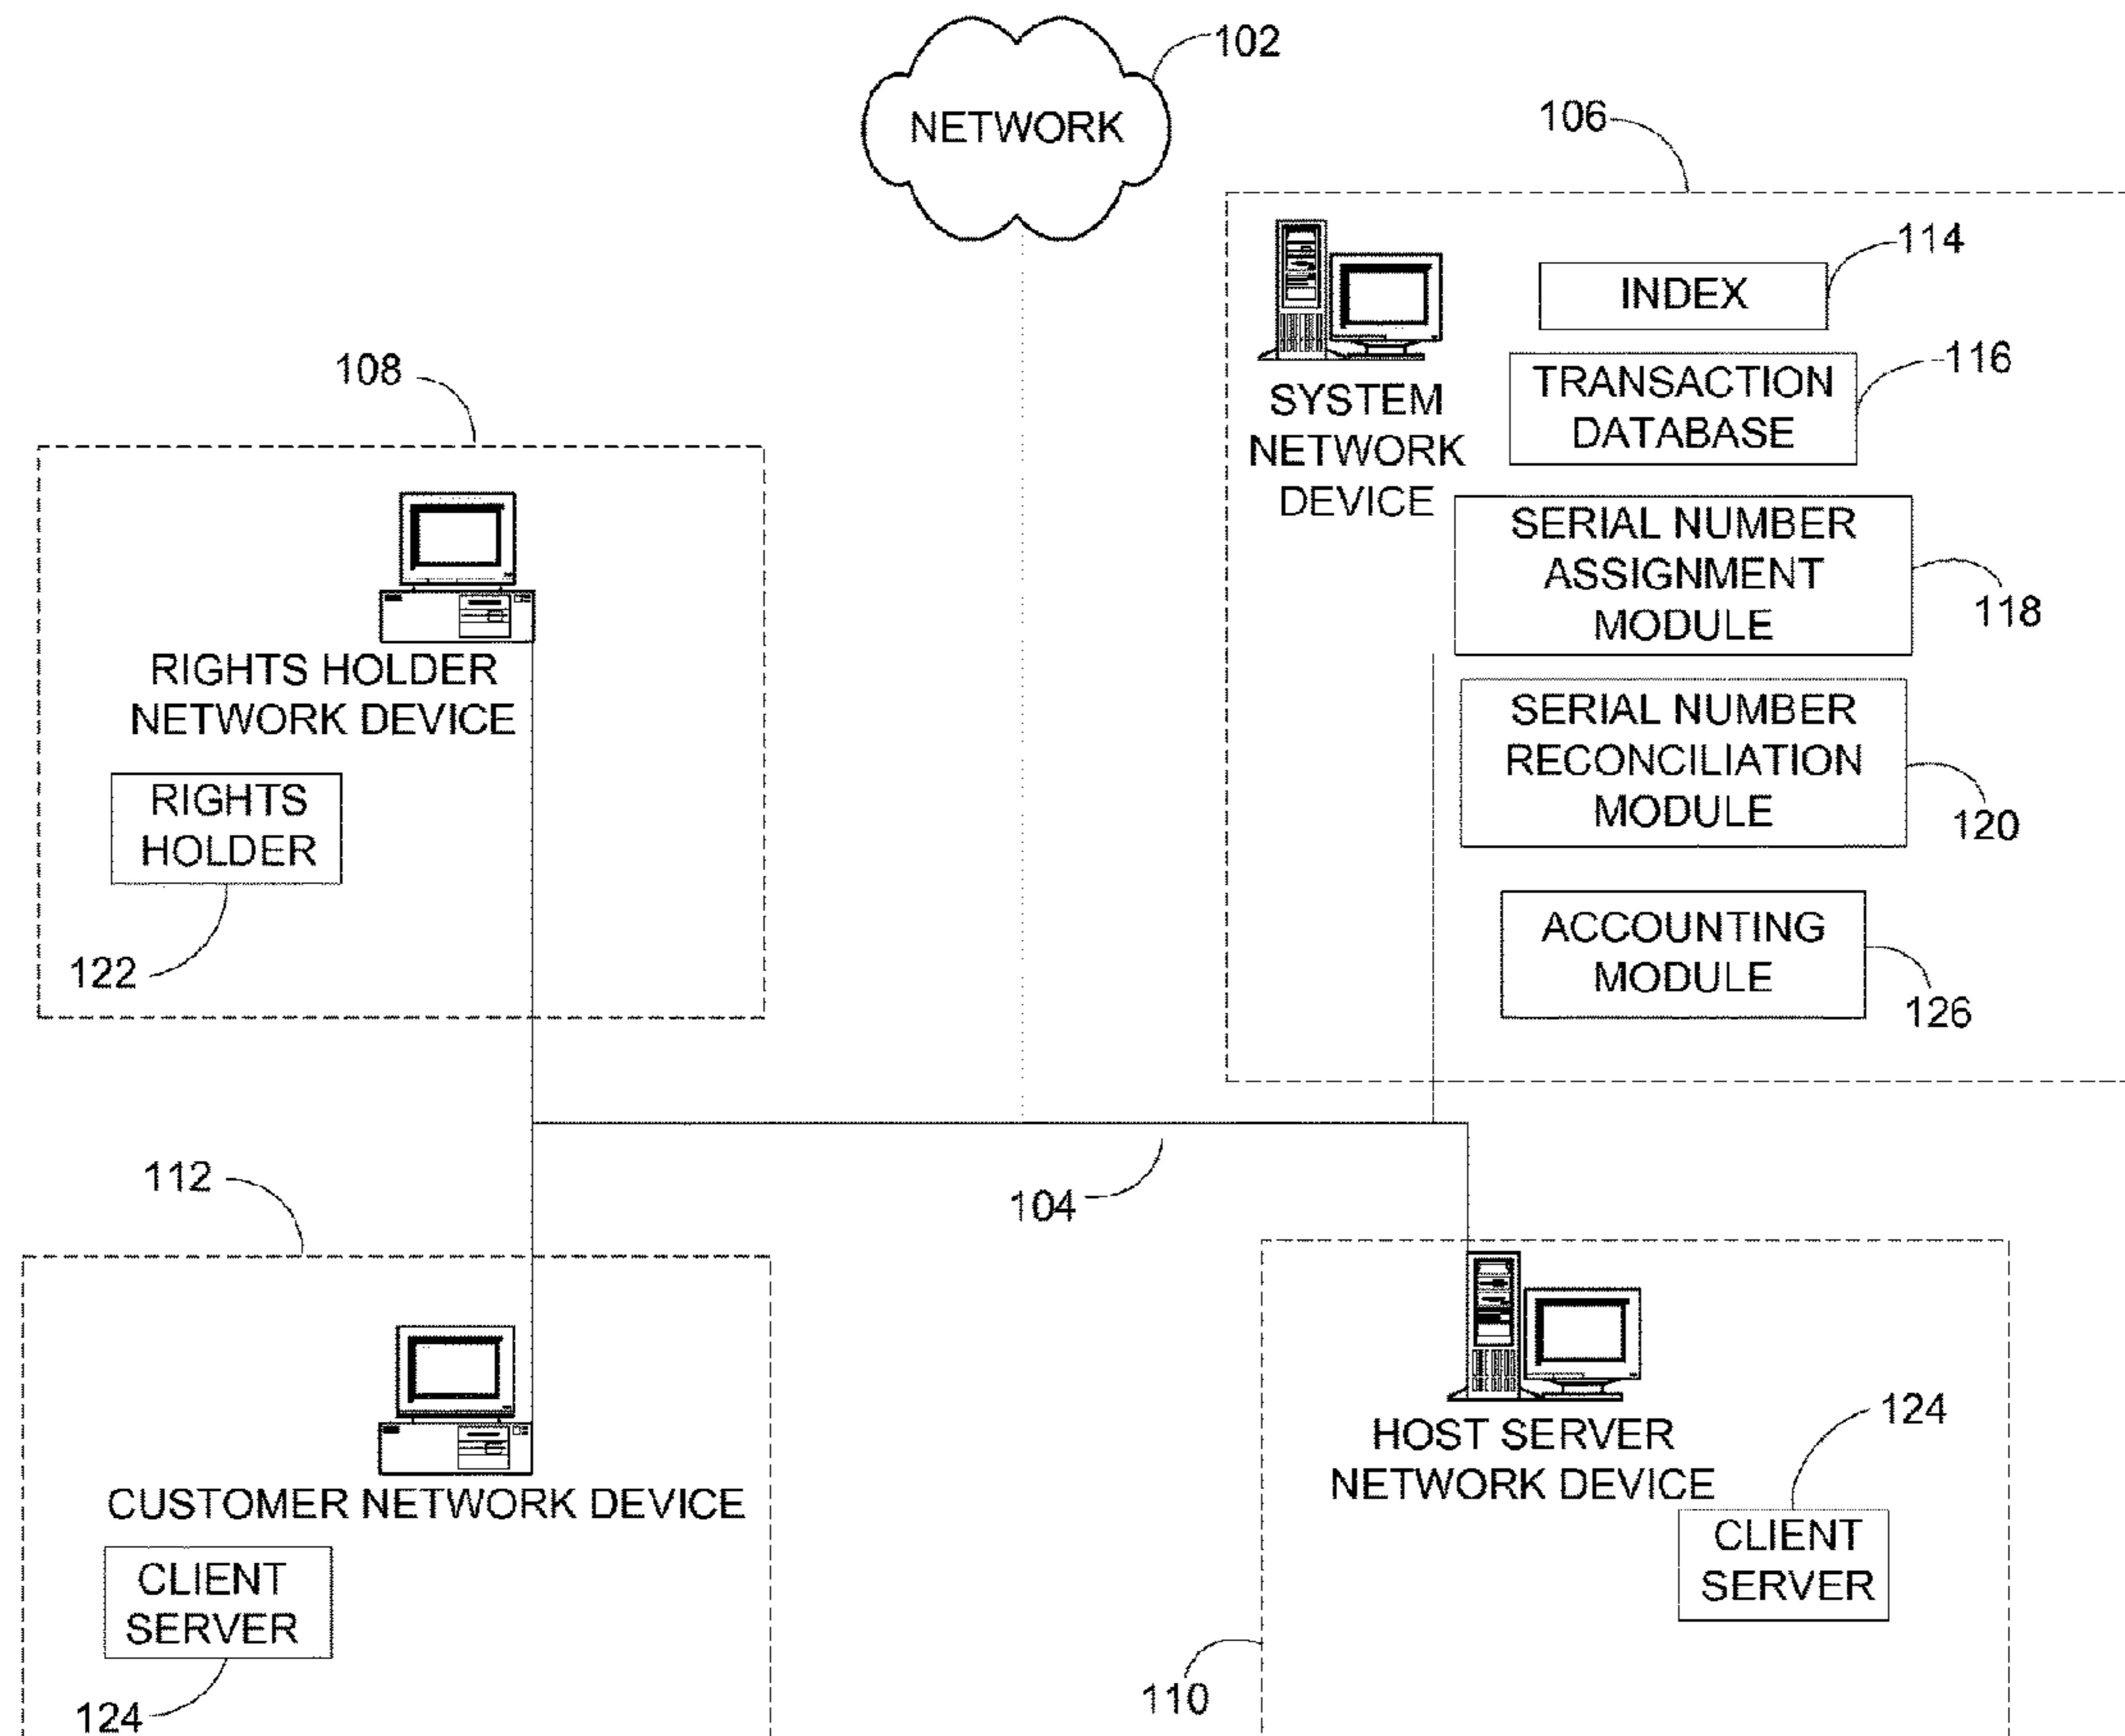 102
NETWORK
106
114
INDEX
116
TRANSACTION
DATABASE
SYSTEM
NETWORK
DEVICE
108
SERIAL NUMBER
ASSIGNMENT
MODULE
118
RIGHTS HOLDER
NETWORK DEVICE
SERIAL NUMBER
RECONCILIATION
MODULE
120
RIGHTS
HOLDER
122
ACCOUNTING
MODULE
126
112
104
CUSTOMER NETWORK DEVICE
CLIENT
SERVER
124
HOST SERVER
NETWORK DEVICE
124
CLIENT
SERVER
110